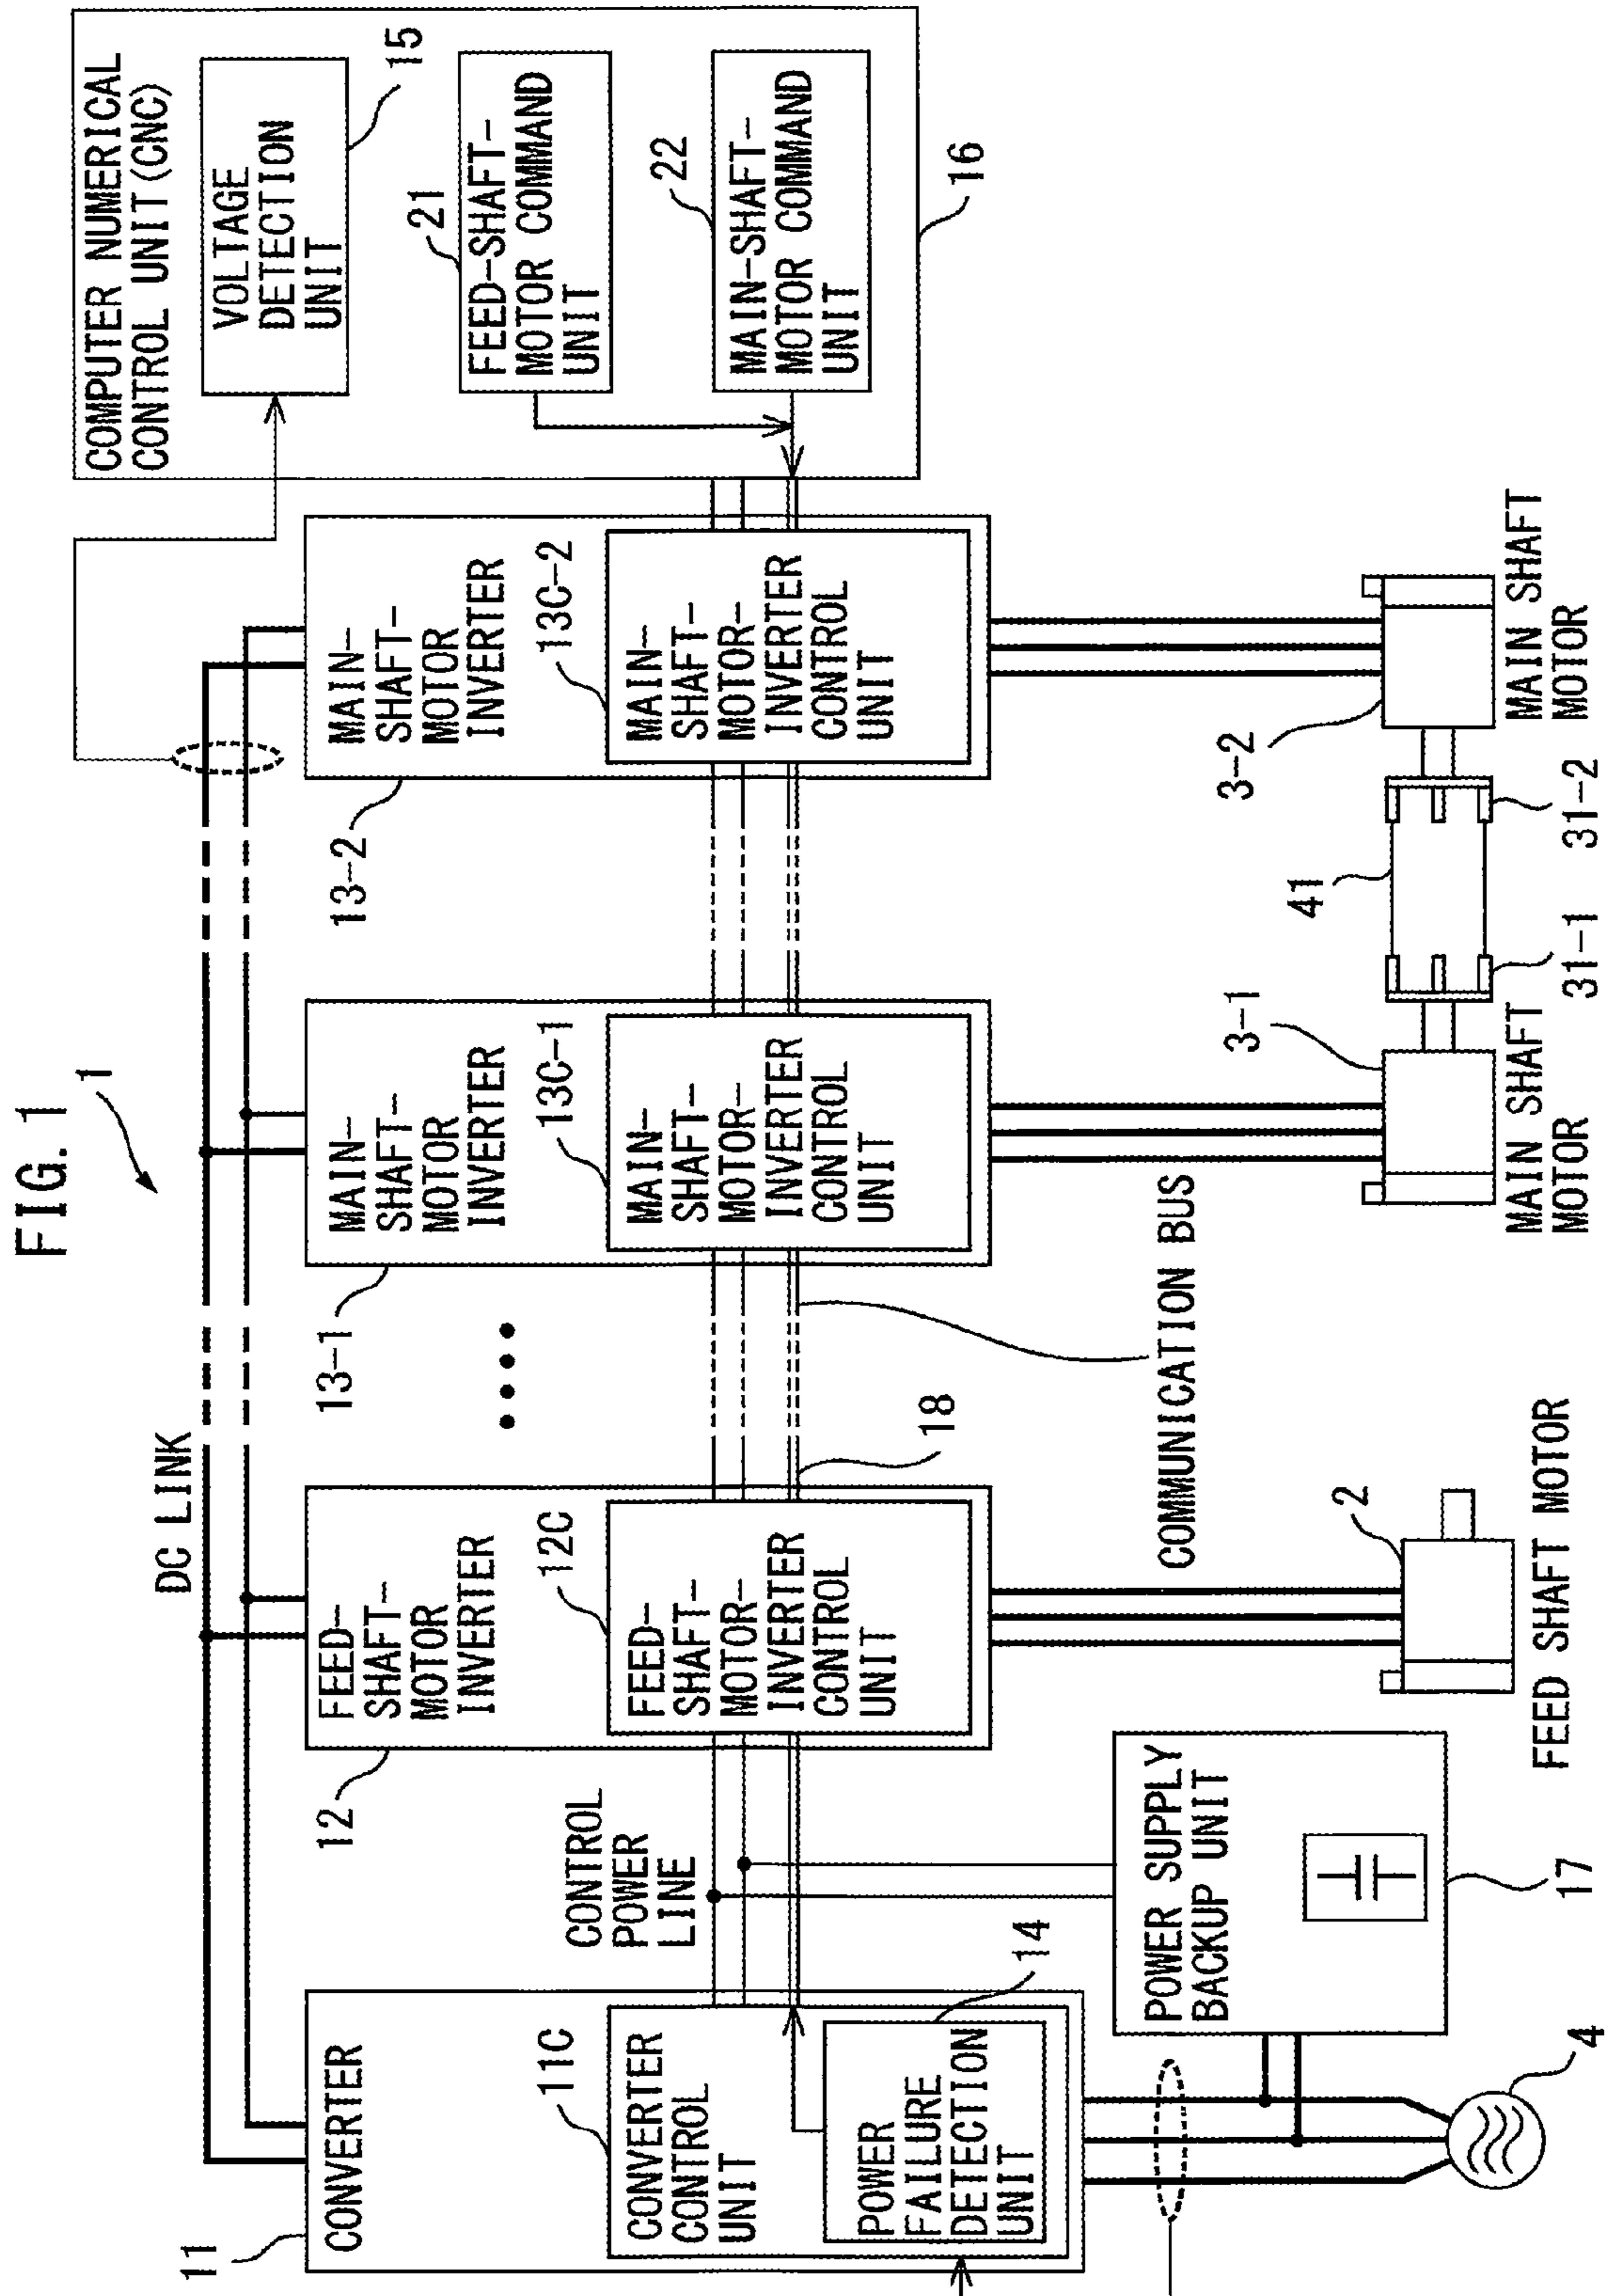 FIG. 1
1
DC LINK
11
CONVERTER
11C
CONVERTER
CONTROL
UNIT
POWER
FAILURE
DETECTION
UNIT
14
CONTROL
POWER
LINE
12
FEED-
SHAFT-
MOTOR
INVERTER
12C
FEED-
SHAFT-
MOTOR-
INVERTER
CONTROL
UNIT
18
13-1
MAIN-
SHAFT-
MOTOR
INVERTER
13C-1
MAIN-
SHAFT-
MOTOR-
INVERTER
CONTROL
UNIT
13-2
MAIN-
SHAFT-
MOTOR
INVERTER
13C-2
MAIN-
SHAFT-
MOTOR-
INVERTER
CONTROL
UNIT
COMPUTER NUMERICAL
CONTROL UNIT(CNC)
VOLTAGE
DETECTION
UNIT
15
21
FEED-SHAFT-
MOTOR COMMAND
UNIT
22
MAIN-SHAFT-
MOTOR COMMAND
UNIT
16
COMMUNICATION BUS
POWER SUPPLY
BACKUP UNIT
17
4
2
FEED SHAFT MOTOR
3-1
MAIN SHAFT
MOTOR
31-1
41
31-2
3-2
MAIN SHAFT
MOTOR